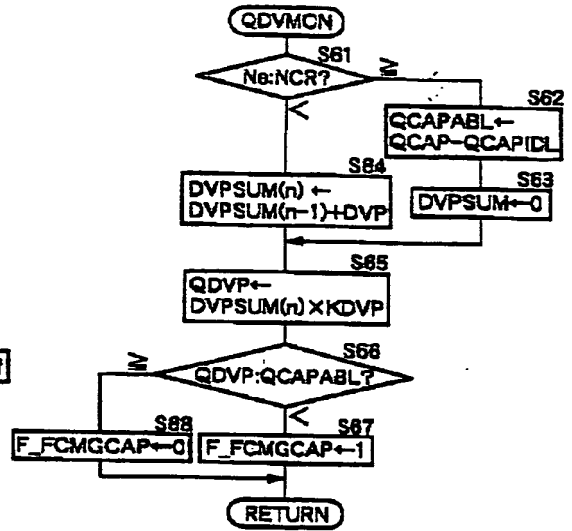 QDVMON
S61
Ne:NCR?
≧
<
S62
QCAPABL←
QCAP-QCAPIDL
S64
DVPSUM(n)←
DVPSUM(n-1)+DVP
S63
DVPSUM←0
S65
QDVP←
DVPSUM(n)×KDVP
S66
QDVP:QCAPABL?
≧
<
S68
F_FCMGCAP←0
S67
F_FCMGCAP←1
RETURN